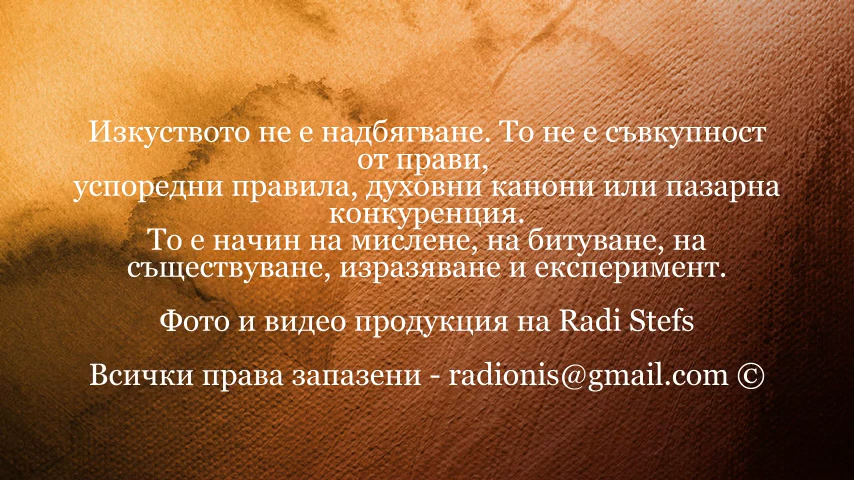 Изкуството не е надбягване. То не е съвкупност
от прави,
успоредни правила, духовни канони или пазарна
конкуренция.
То е начин на мислене, на битуване, на
съществуване, изразяване и експеримент.
Фото и видео продукция на Radi Stefs
Всички права запазени - radionis@gmail.com ©